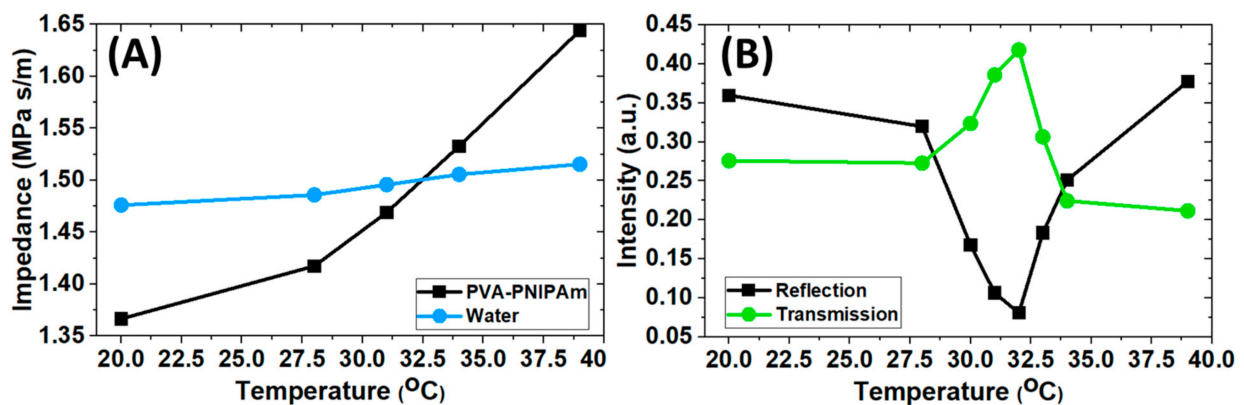 (A)
Impedance (MPa s/m)
1.65
1.60
1.55
1.50
1.45
1.40
1.35
PVA-PNIPAm
Water
20.0 22.5 25.0 27.5 30.0 32.5 35.0 37.5 40
Temperature (OC)
(B)
Intensity (a.u.)
0.45
0.40
0.35
0.30
0.25
0.20
0.15
0.10
0.05
Reflection
Transmission
20.0 22.5 25.0 27.5 30.0 32.5 35.0 37.5 40.0
Temperature (OC)